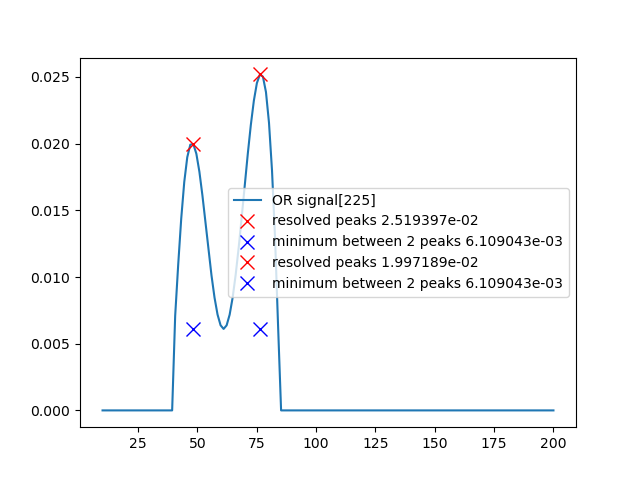 0.025
0.020
0.015
0.010
0.005
0.000
OR signal[225]
resolved peaks 2.519397e-02
minimum between 2 peaks 6.109043e-03
resolved peaks 1.997189e-02
minimum between 2 peaks 6.109043e-03
25 50 75 100 125 150 175 200